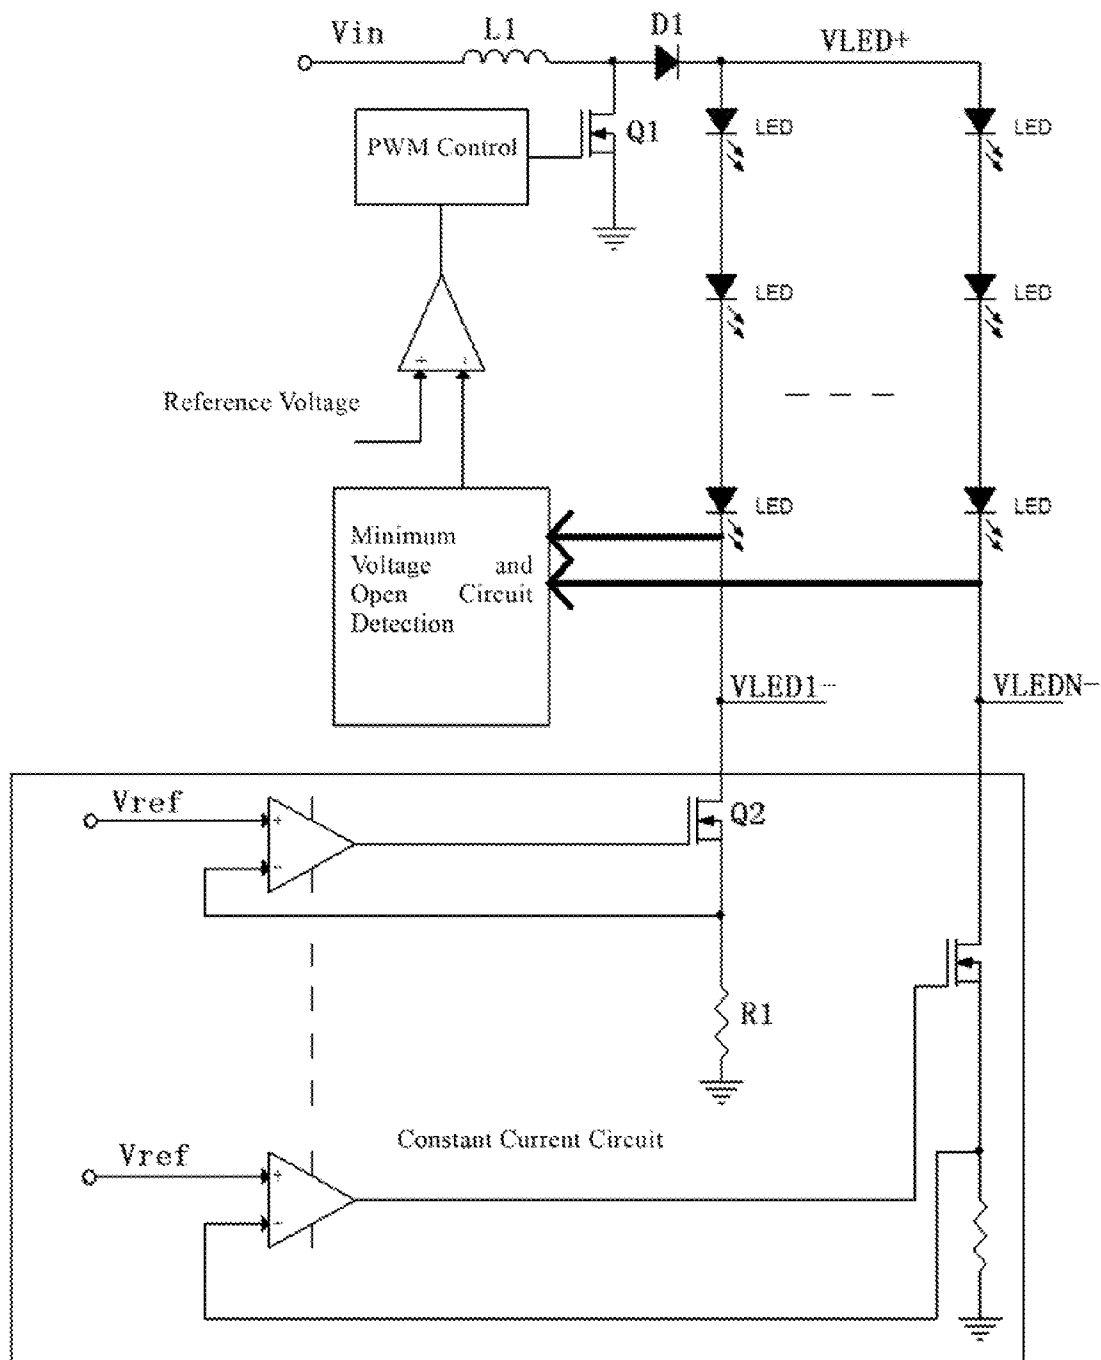 Vin
L1
D1
VLED+
PWM Control
Q1
LED
LED
LED
LED
+ -
Reference Voltage
LED
LED
Minimum
Voltage and
Open Circuit
Detection
VLED1-
VLEDN-
Vref
+
-
Q2
R1
Constant Current Circuit
Vref
+
-